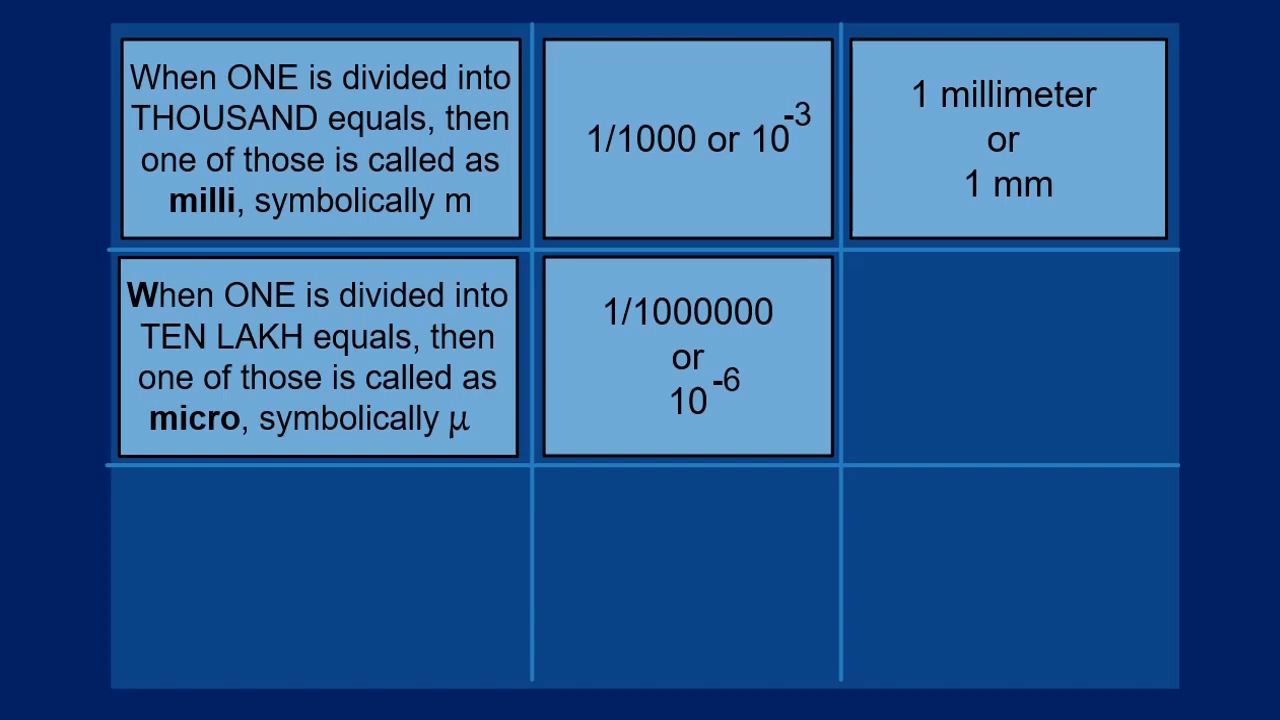 When ONE is divided into
THOUSAND equals, then
one of those is called as
milli, symbolically m
1/1000 or 10⁻³
1 millimeter
or
1 mm
When ONE is divided into
TEN LAKH equals, then
one of those is called as
micro, symbolically µ
1/1000000
or
10⁻⁶